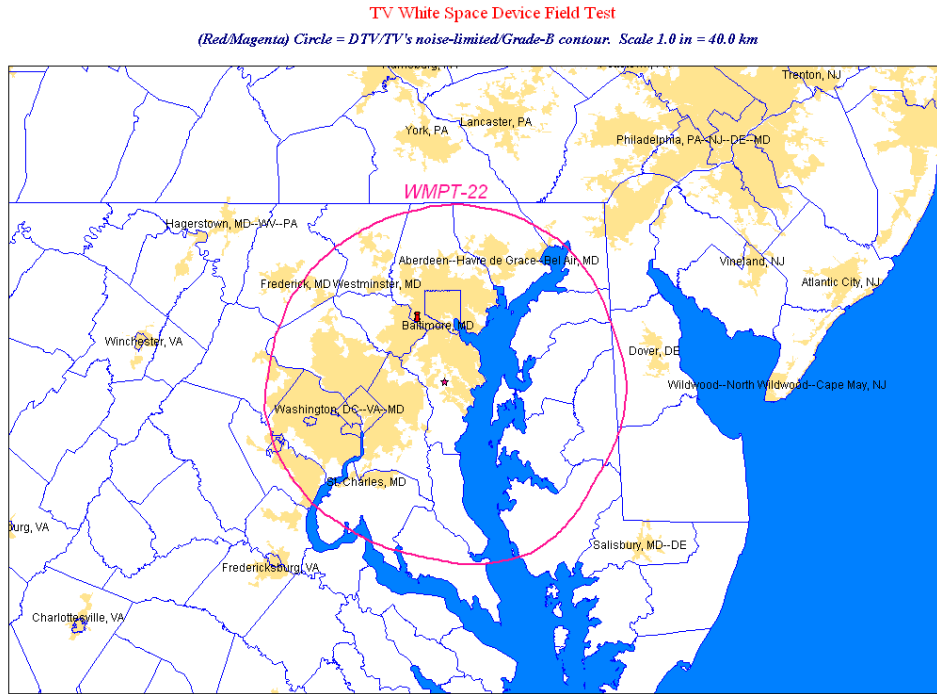 TV White Space Device Field Test
(Red/Magenta) Circle = DTV/TV's noise-limited/Grade-B contour. Scale 1.0 in = 40.0 km
Trenton, NJ
Lancaster, PA
York, PA
Philadelphia, PA--NJ--DE--MD
WMPT-22
Hagerstown, MD--WV--PA
Aberdeen--Havre de Grace--Bel Air, MD
Vineland, NJ
Frederick, MD
Westminster, MD
Atlantic City, NJ
Baltimore, MD
Winchester, VA
Dover, DE
Wildwood--North Wildwood--Cape May, NJ
Washington, DC--VA--MD
St. Charles, MD
urg, VA
Salisbury, MD--DE
Fredericksburg, VA
Charlottesville, VA